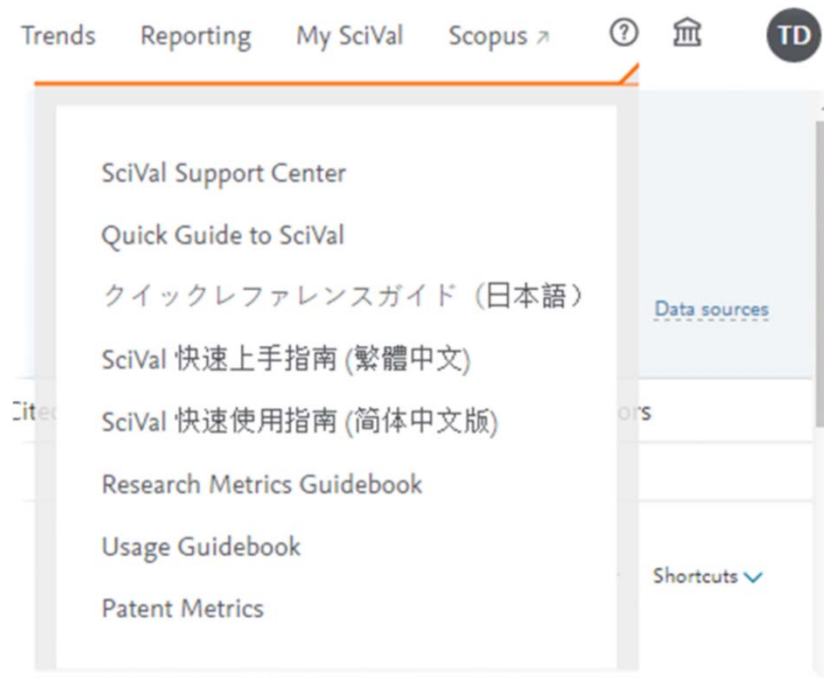 Trends Reporting My SciVal Scopus ↗ ? TD
SciVal Support Center
Quick Guide to SciVal
クイックレファレンスガイド（日本語）
Data sources
SciVal 快速上手指南 (繁體中文)
SciVal 快速使用指南 (简体中文版)
Research Metrics Guidebook
Usage Guidebook
Shortcuts
Patent Metrics